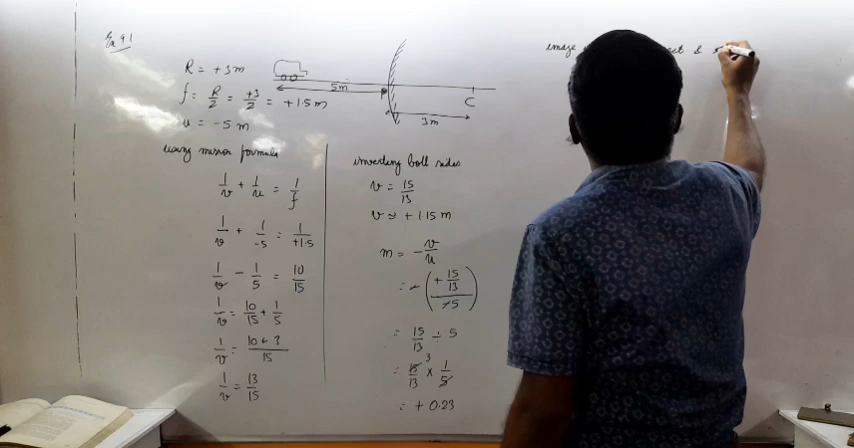 Ex 9.1
R = +3 m
f = R/2 = +3/2 = +1.5 m
u = -5 m
5m
C
3 m
using mirror formula
1/v + 1/u = 1/f
1/v + 1/-5 = 1/+1.5
1/v - 1/5 = 10/15
1/v = 10/15 + 1/5
1/v = 10+3/15
1/v = 13/15
inverting both sides
v = 15/13
v ≃ +1.15 m
m = -v/u
= -(+15/13 / -5)
= 15/13 ÷ 5
= 15/13 3 × 1/5
= +0.23
image &